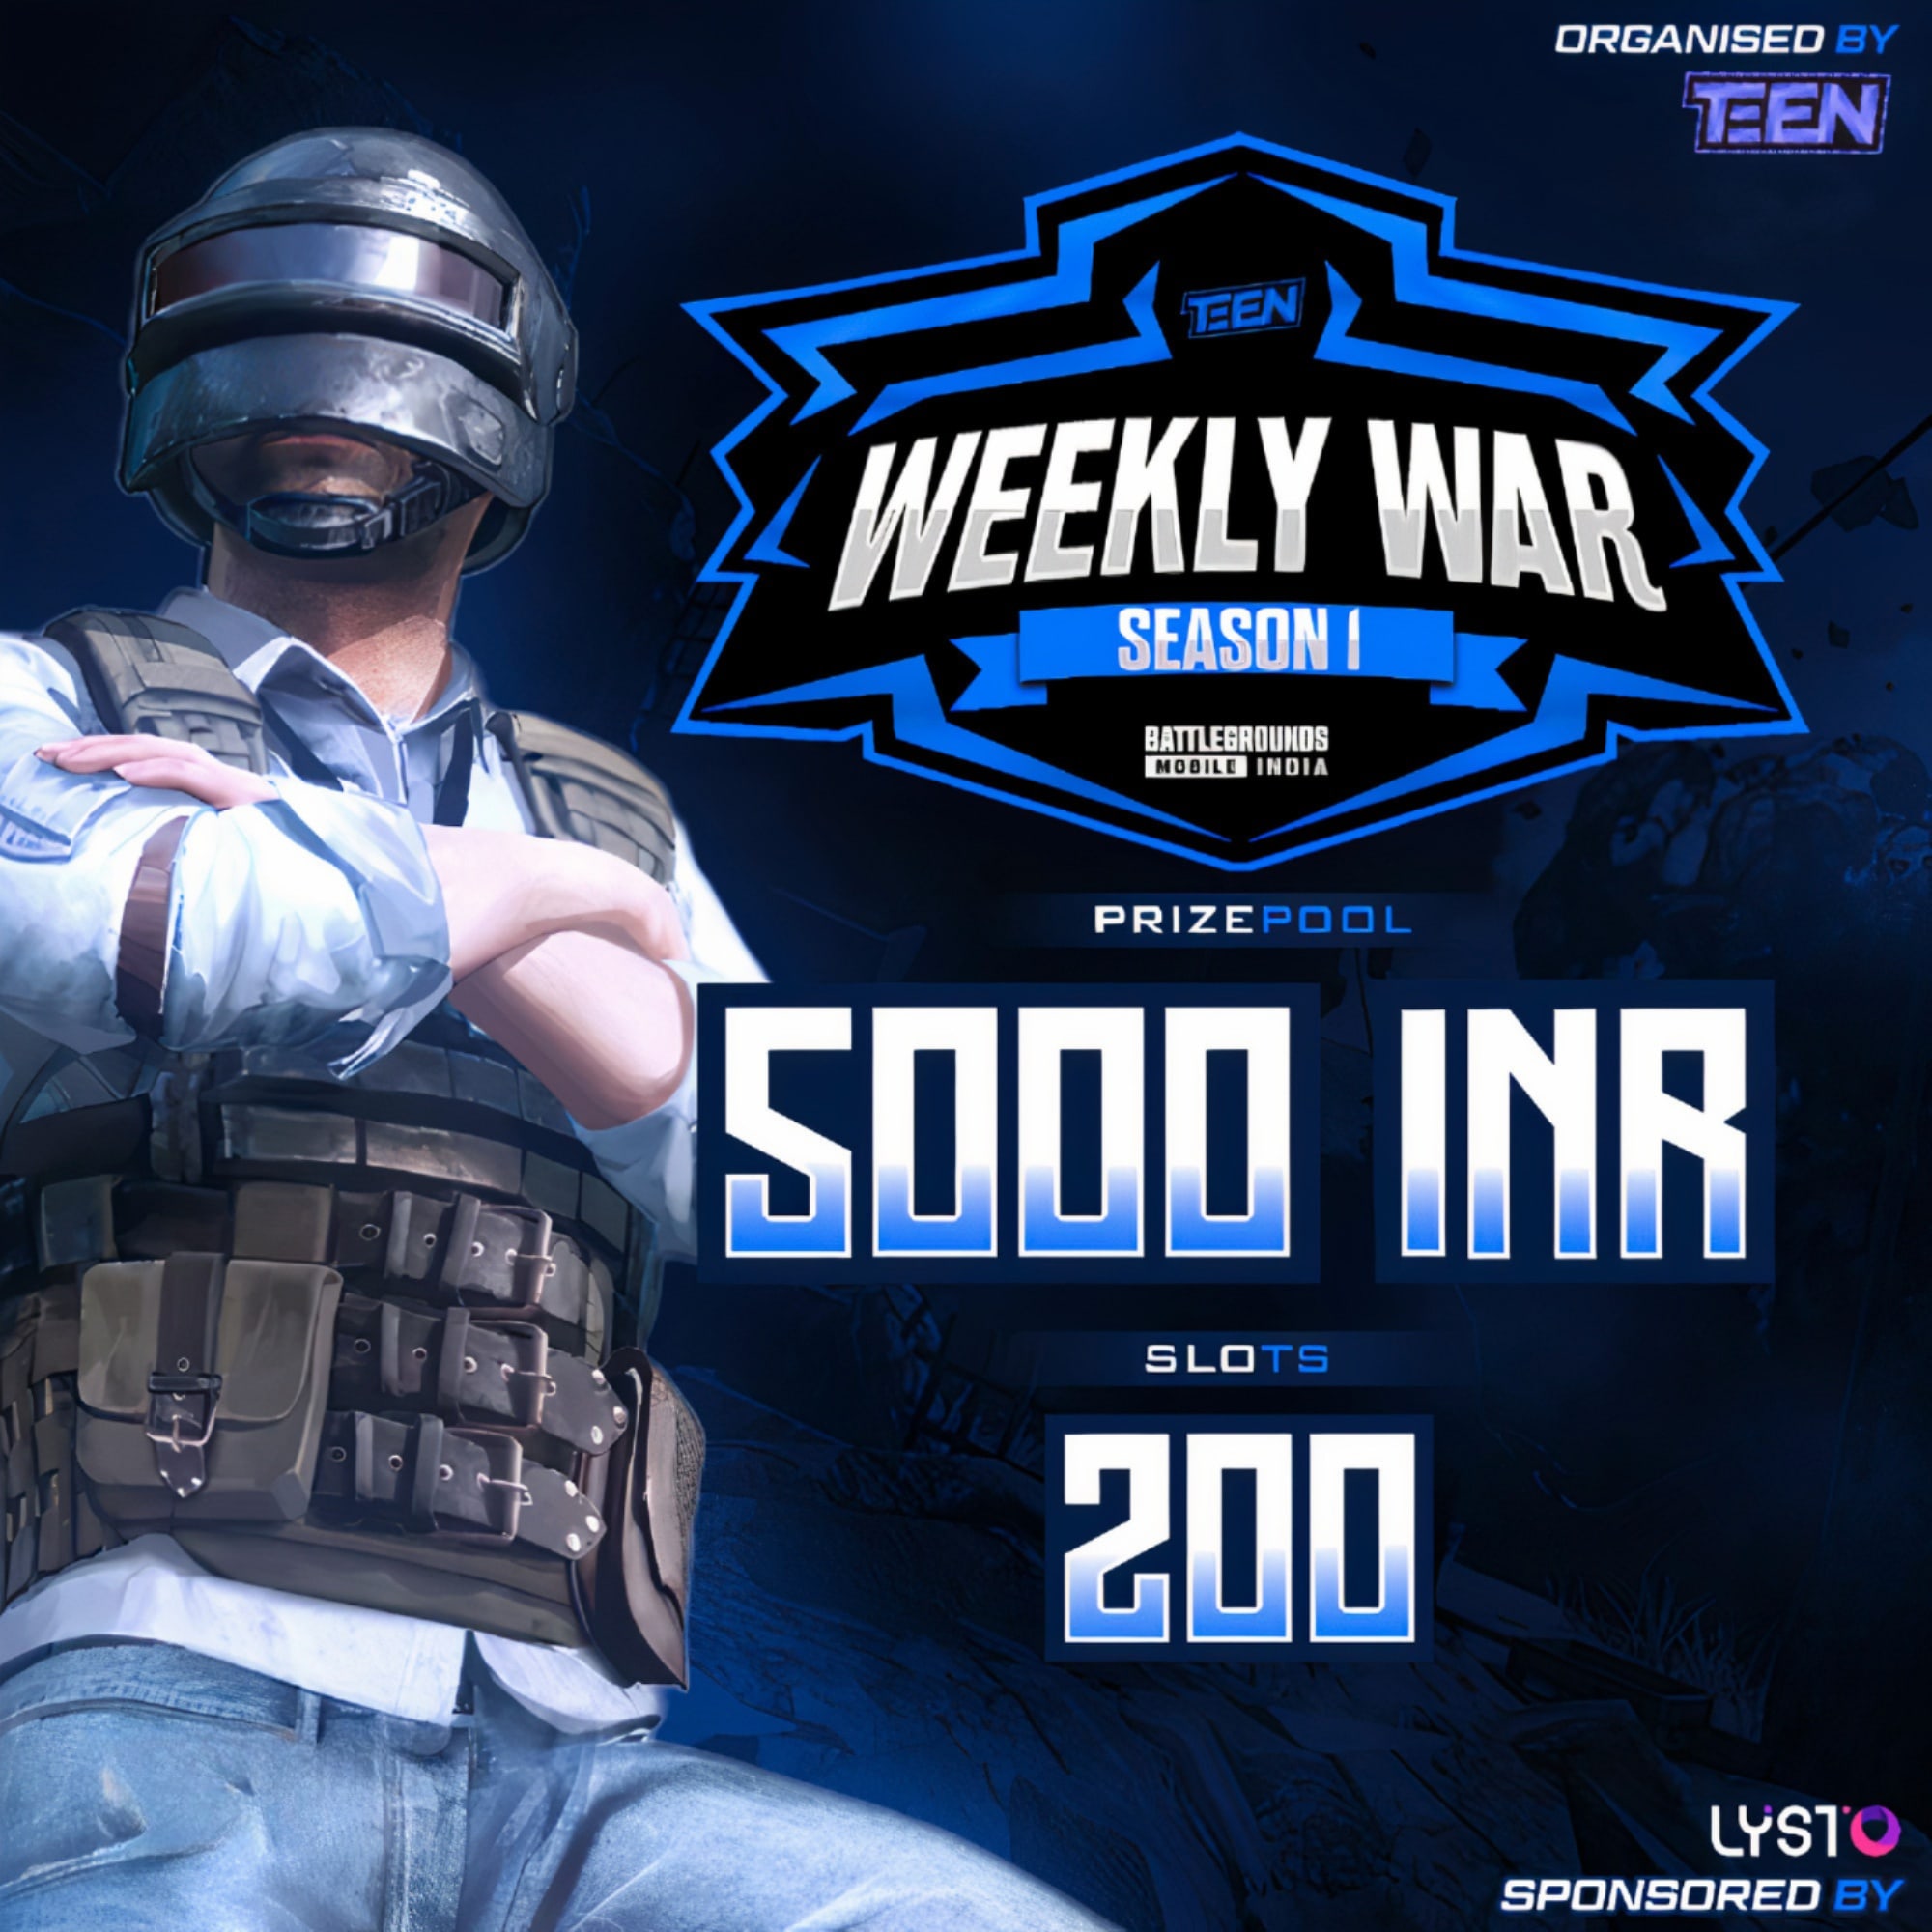 ORGANISED BY
TEEN
TEEN
WEEKLY WAR
SEASON 1
BATTLEGROUNDS
MOBILE INDIA
PRIZEPOOL
5000 INR
SLOTS
200
LYSTO
SPONSORED BY